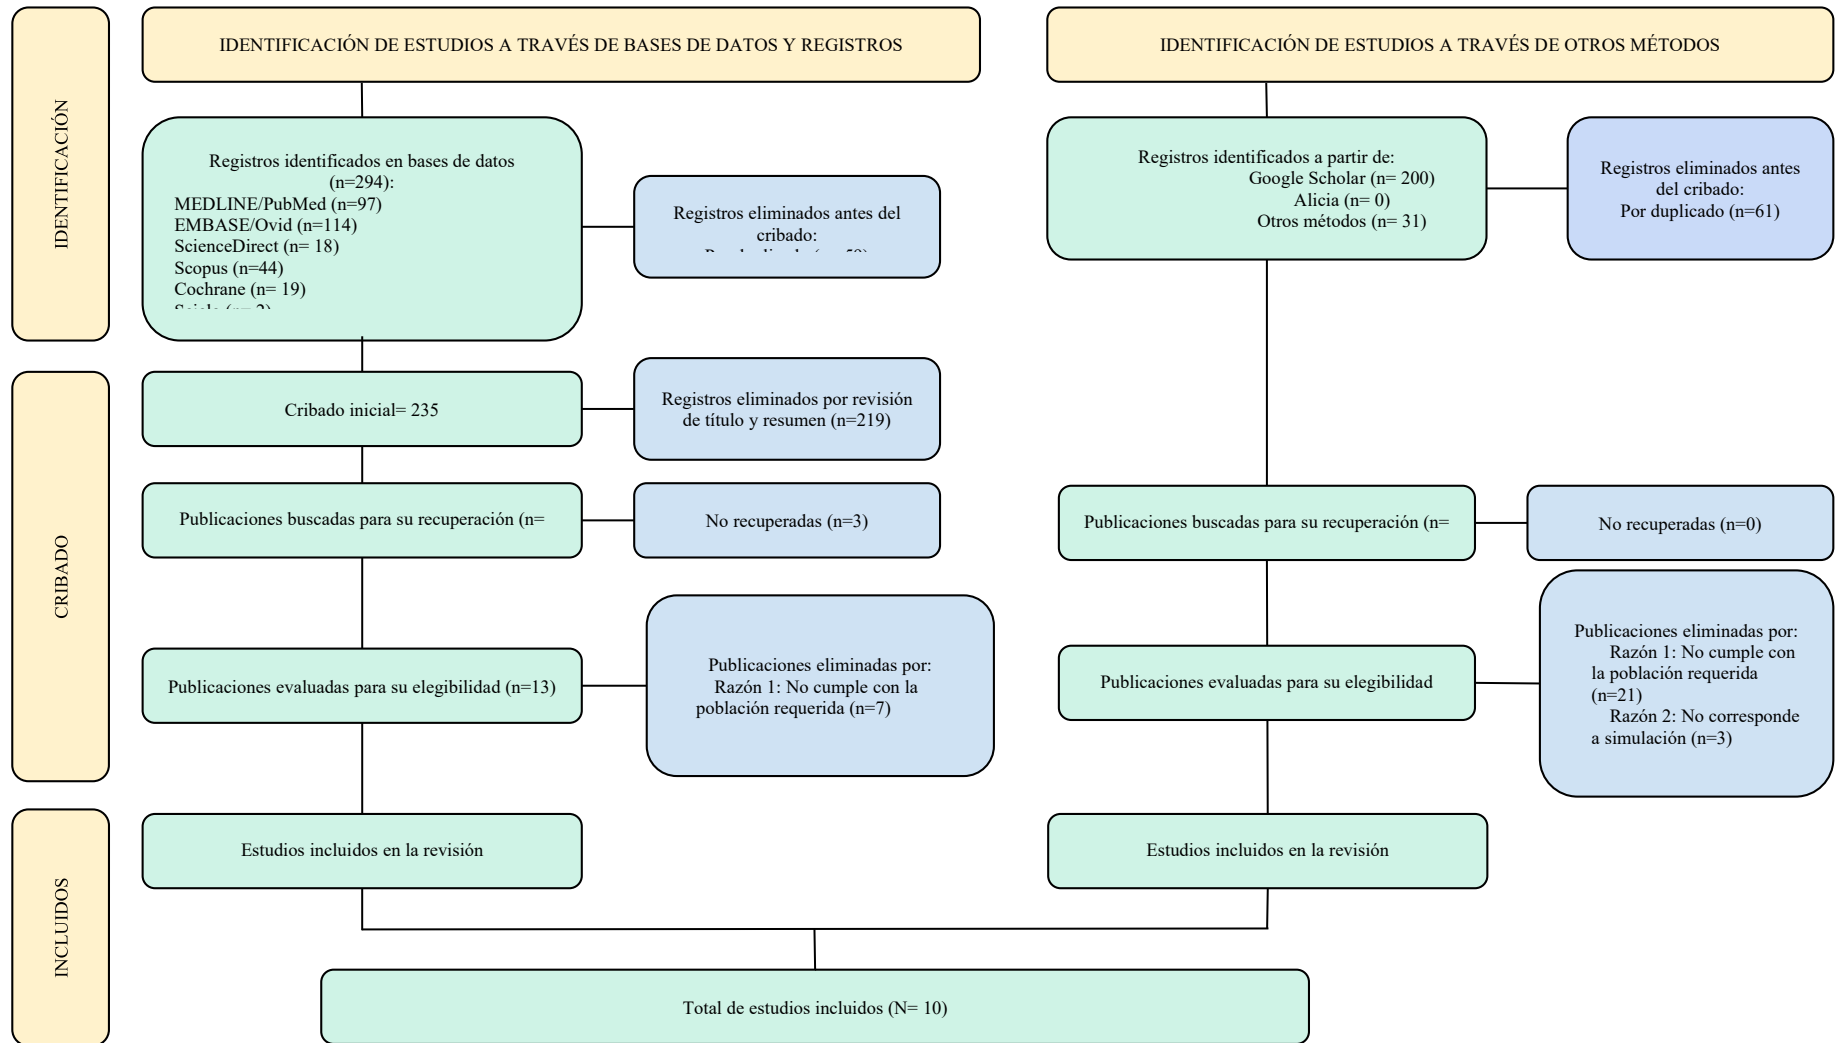 IDENTIFICACIÓN
IDENTIFICACIÓN DE ESTUDIOS A TRAVÉS DE BASES DE DATOS Y REGISTROS
Registros identificados en bases de datos
(n=294):
MEDLINE/PubMed (n=97)
EMBASE/Ovid (n=114)
ScienceDirect (n= 18)
Scopus (n=44)
Cochrane (n= 19)
Registros eliminados antes del
cribado:
IDENTIFICACIÓN DE ESTUDIOS A TRAVÉS DE OTROS MÉTODOS
Registros identificados a partir de:
Google Scholar (n= 200)
Alicia (n= 0)
Otros métodos (n= 31)
Registros eliminados antes
del cribado:
Por duplicado (n=61)
CRIBADO
Cribado inicial= 235
Registros eliminados por revisión
de título y resumen (n=219)
Publicaciones buscadas para su recuperación (n=
No recuperadas (n=3)
Publicaciones evaluadas para su elegibilidad (n=13)
Publicaciones eliminadas por:
Razón 1: No cumple con la
población requerida (n=7)
Publicaciones buscadas para su recuperación (n=
No recuperadas (n=0)
Publicaciones evaluadas para su elegibilidad
Publicaciones eliminadas por:
Razón 1: No cumple con
la población requerida
(n=21)
Razón 2: No corresponde
a simulación (n=3)
INCLUIDOS
Estudios incluidos en la revisión
Estudios incluidos en la revisión
Total de estudios incluidos (N= 10)